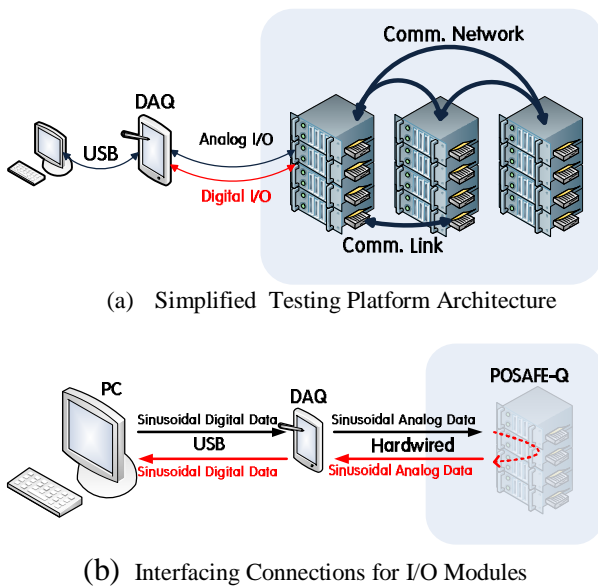 Comm. Network
DAQ
USB
Analog I/O
Digital I/O
Comm. Link
(a) Simplified Testing Platform Architecture
PC
DAQ
POSAFE-Q
Sinusoidal Digital Data
Sinusoidal Analog Data
USB
Hardwired
Sinusoidal Digital Data
Sinusoidal Analog Data
(b) Interfacing Connections for I/O Modules